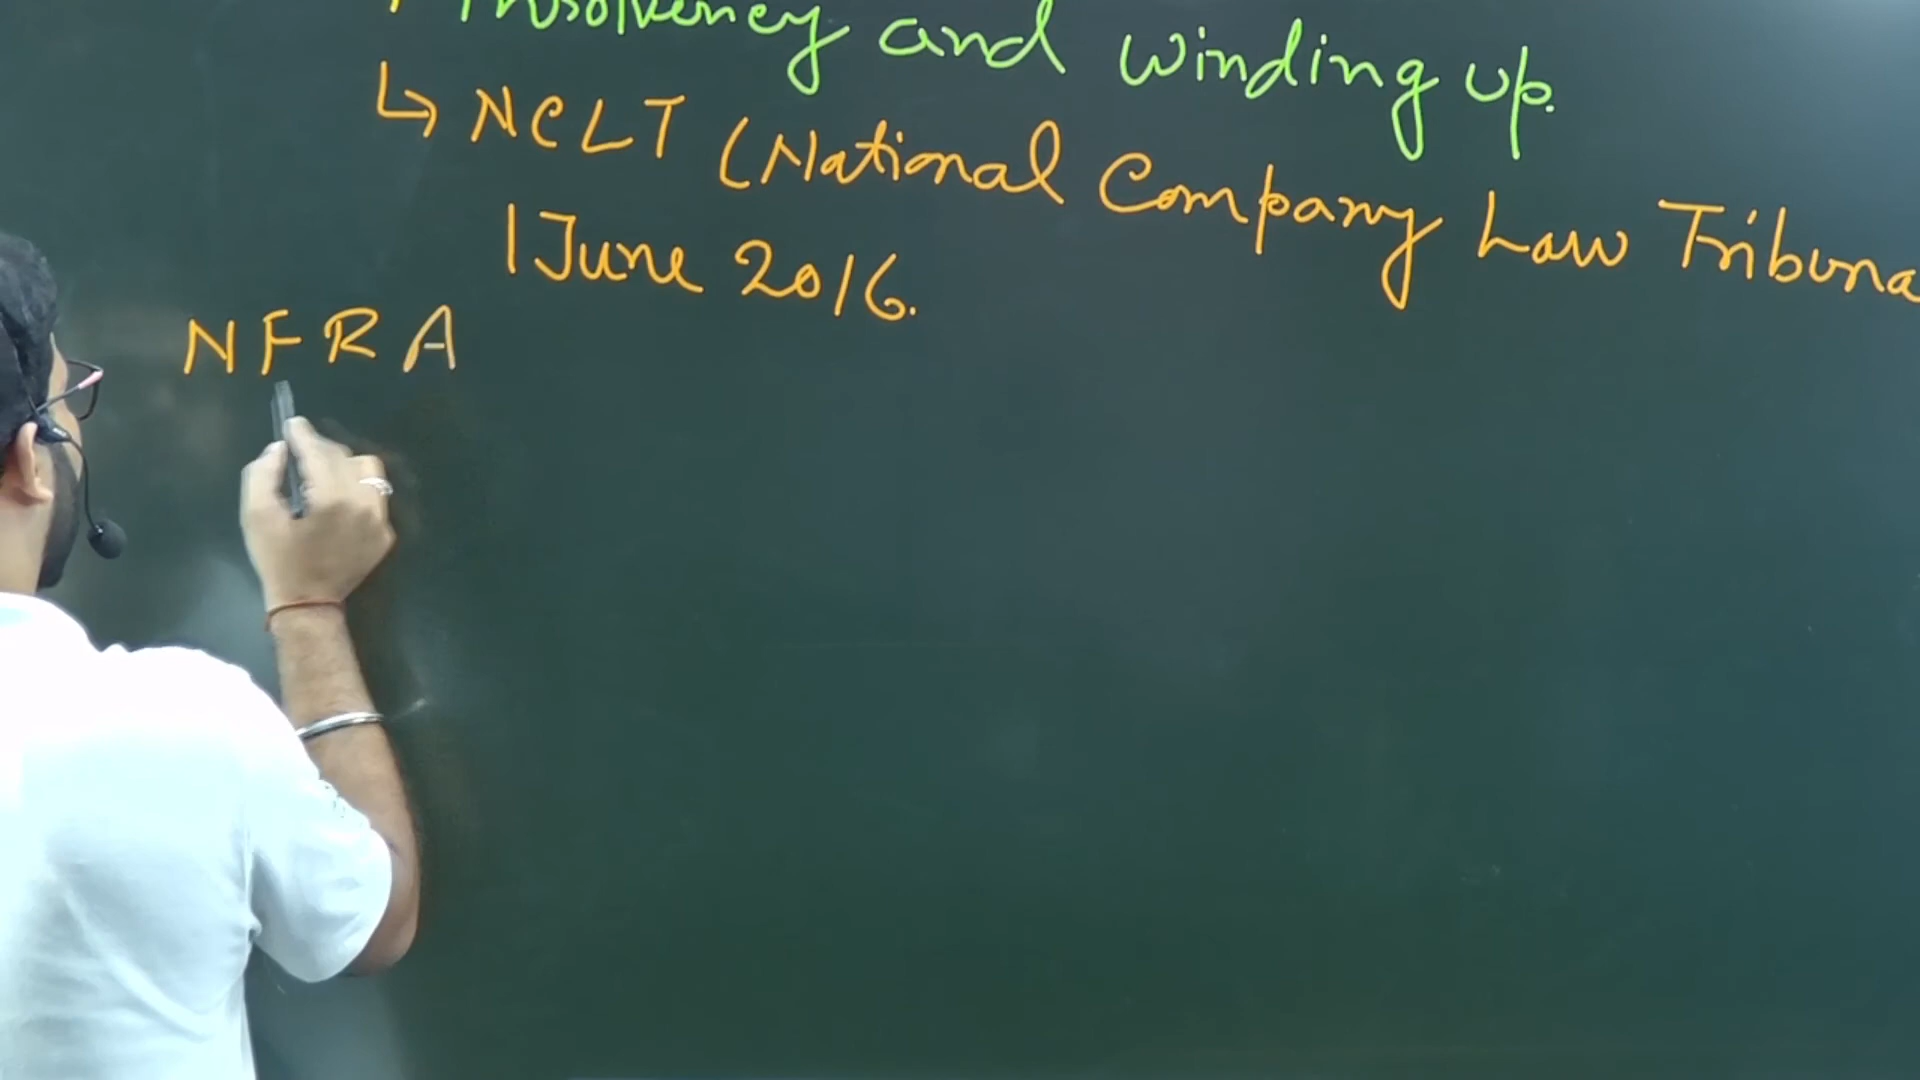 Insolvency and winding up.
↳ NCLT (National Company Law Tribuna
1 June 2016.
NFRA